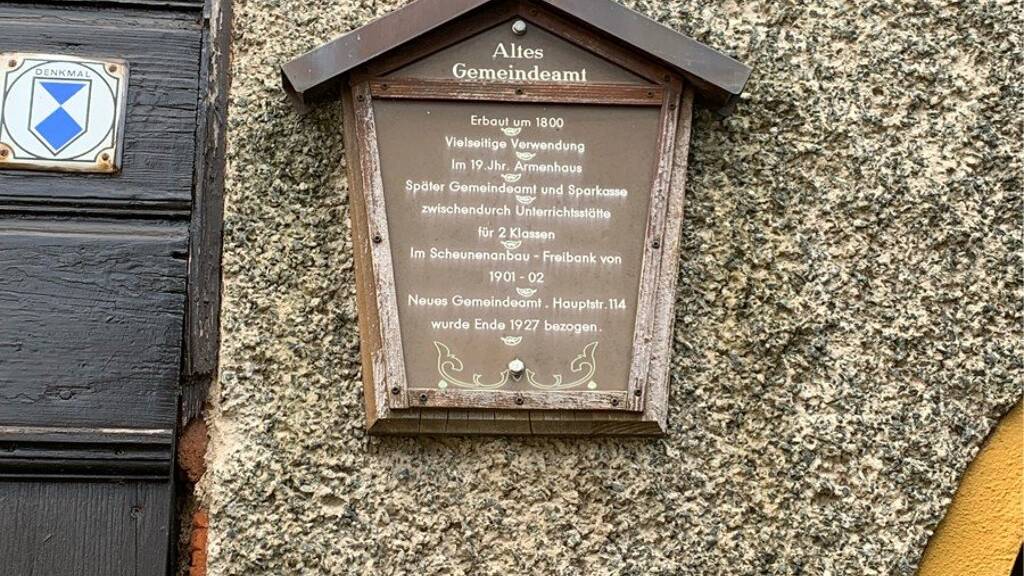 DENKMAL
Altes
Gemeindeamt
Erbaut um 1800
Vielseitige Verwendung
Im 19. Jhr. Armenhaus
Später Gemeindeamt und Sparkasse
zwischendurch Unterrichtsstätte
für 2 Klassen
Im Scheunenanbau - Freibank von
1901 - 02
Neues Gemeindeamt . Hauptstr. 114
wurde Ende 1927 bezogen.